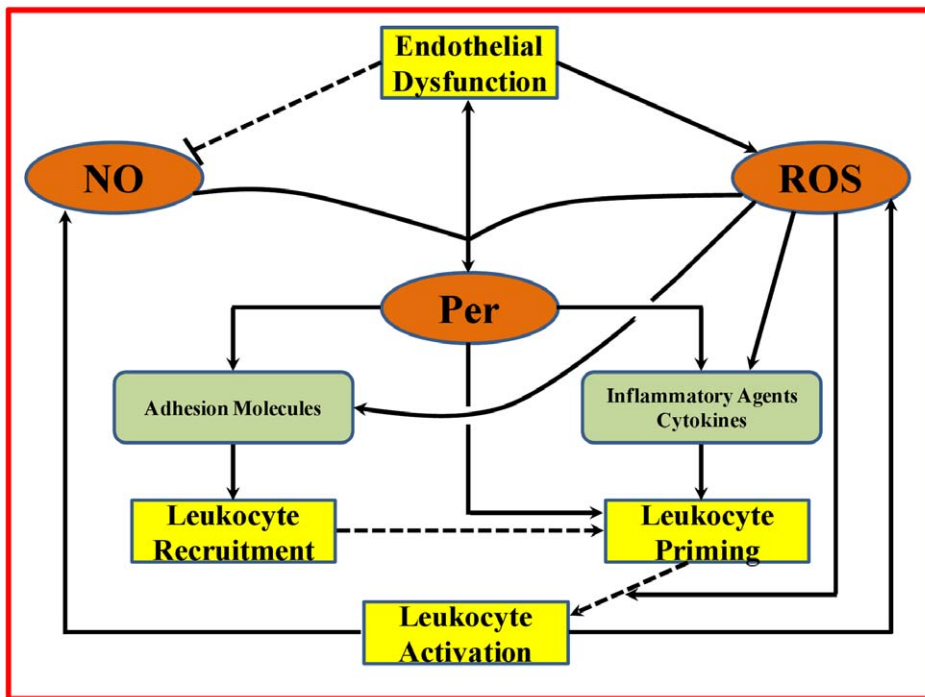 Endothelial
Dysfunction
NO
ROS
Per
Adhesion Molecules
Inflammatory Agents
Cytokines
Leukocyte
Recruitment
Leukocyte
Priming
Leukocyte
Activation